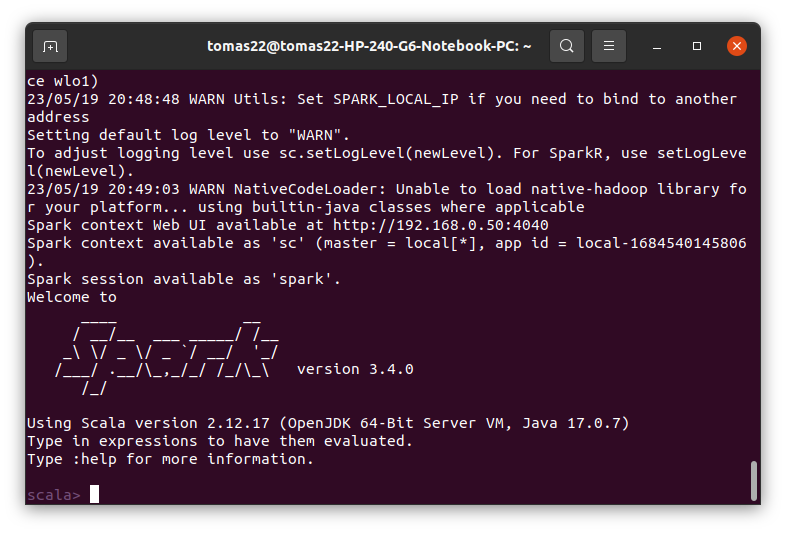 tomas22@tomas22-HP-240-G6-Notebook-PC: ~
ce wlo1)
23/05/19 20:48:48 WARN Utils: Set SPARK_LOCAL_IP if you need to bind to another
address
Setting default log level to "WARN".
To adjust logging level use sc.setLogLevel(newLevel). For SparkR, use setLogLeve
l(newLevel).
23/05/19 20:49:03 WARN NativeCodeLoader: Unable to load native-hadoop library fo
r your platform... using builtin-java classes where applicable
Spark context Web UI available at http://192.168.0.50:4040
Spark context available as 'sc' (master = local[*], app id = local-1684540145806
).
Spark session available as 'spark'.
Welcome to
      ____              __
     / __/__  ___ _____/ /__
    _\ \/ _ \/ _ `/ __/  '_/
   /___/ .__/\_,_/_/ /_/\_\   version 3.4.0
      /_/
Using Scala version 2.12.17 (OpenJDK 64-Bit Server VM, Java 17.0.7)
Type in expressions to have them evaluated.
Type :help for more information.
scala>